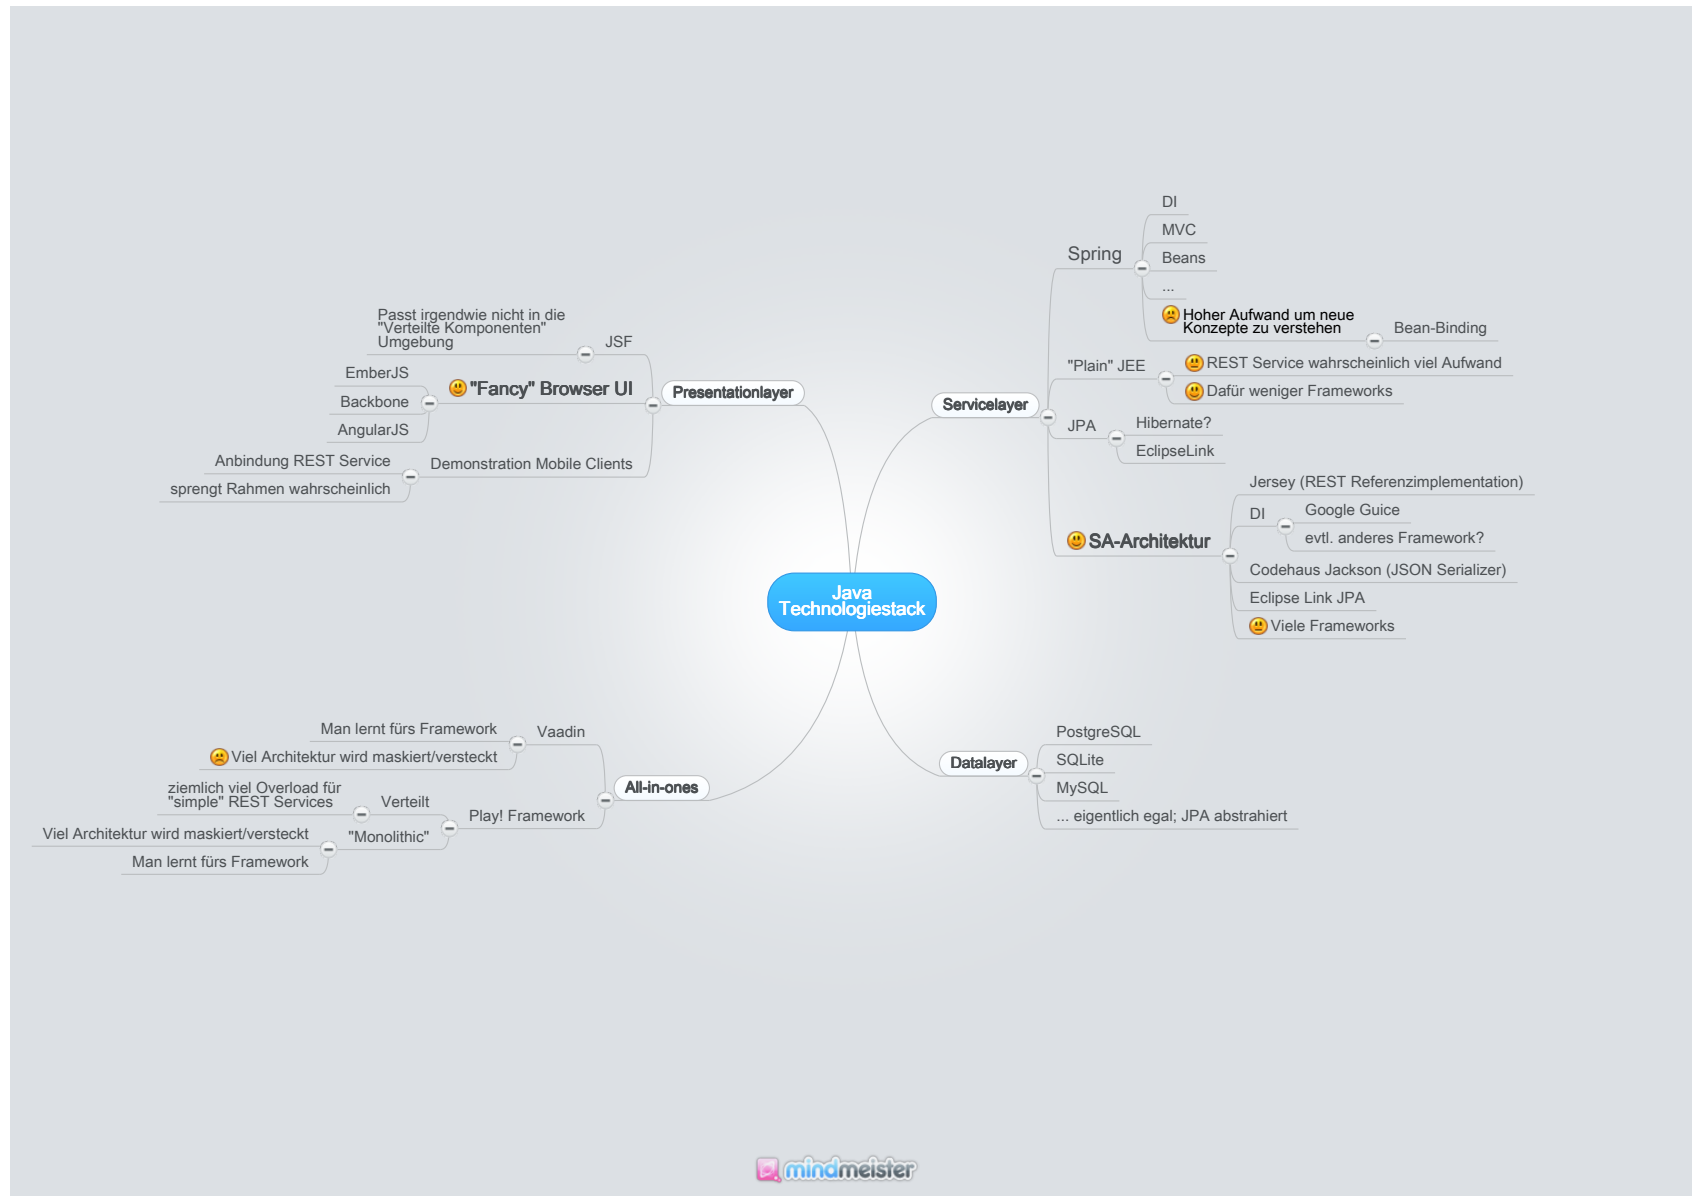 Java
Technologiestack
Presentationlayer
JSF
Passt irgendwie nicht in die
"Verteilte Komponenten"
Umgebung
"Fancy" Browser UI
EmberJS
Backbone
AngularJS
Demonstration Mobile Clients
Anbindung REST Service
sprengt Rahmen wahrscheinlich
Servicelayer
Spring
DI
MVC
Beans
...
Hoher Aufwand um neue
Konzepte zu verstehen
Bean-Binding
"Plain" JEE
REST Service wahrscheinlich viel Aufwand
Dafür weniger Frameworks
JPA
Hibernate?
EclipseLink
SA-Architektur
Jersey (REST Referenzimplementation)
DI
Google Guice
evtl. anderes Framework?
Codehaus Jackson (JSON Serializer)
Eclipse Link JPA
Viele Frameworks
All-in-ones
Vaadin
Man lernt fürs Framework
Viel Architektur wird maskiert/versteckt
Play! Framework
Verteilt
ziemlich viel Overload für
"simple" REST Services
"Monolithic"
Viel Architektur wird maskiert/versteckt
Man lernt fürs Framework
Datalayer
PostgreSQL
SQLite
MySQL
... eigentlich egal; JPA abstrahiert
mindmeister